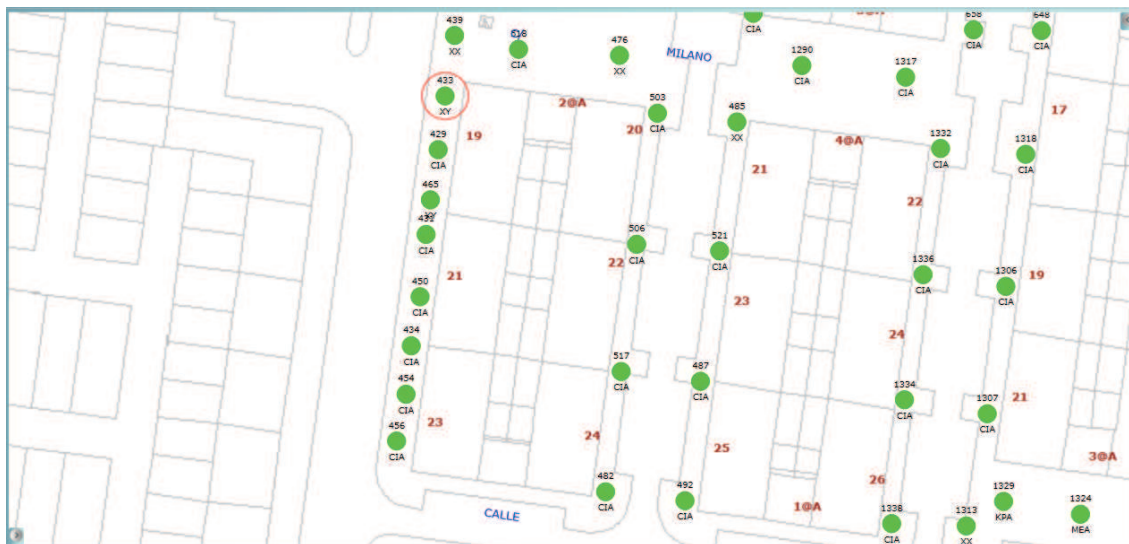 439
XX
518
CIA
476
XX
MILANO
CIA
1290
CIA
1317
CIA
658
CIA
648
CIA
433
XY
2@A
503
CIA
485
XX
17
19
429
CIA
20
4@A
1332
CIA
1318
CIA
21
465
XY
22
431
CIA
506
CIA
521
CIA
22
21
1336
CIA
1306
CIA
19
450
CIA
23
434
CIA
24
517
CIA
487
CIA
454
CIA
1334
CIA
1307
CIA
21
23
456
CIA
24
25
3@A
26
482
CIA
492
CIA
1@A
1329
KPA
1324
MEA
CALLE
1338
CIA
1313
XX